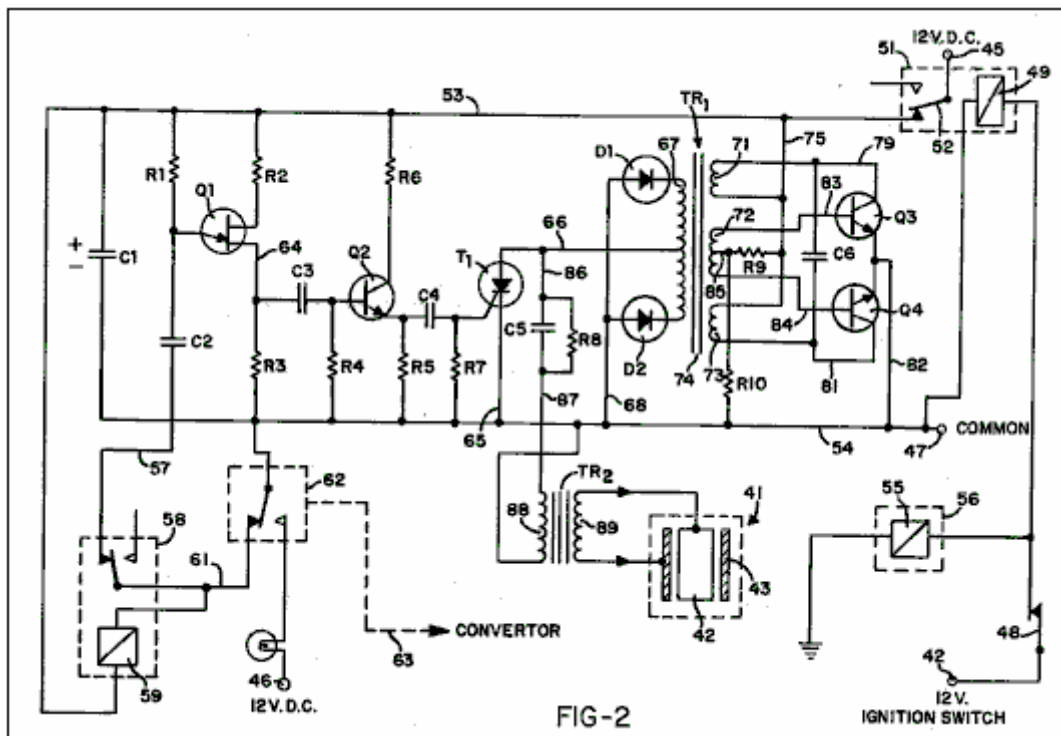 12V. D.C.
51
45
49
53
TR1
52
75
R1
R2
R6
D1
67
71
79
Q1
83
Q3
72
64
66
+
-
C1
C3
Q2
T1
86
R9
C6
C4
85
Q4
C5
R8
D2
84
C2
R3
R4
R5
R7
73
74
81
82
87
R10
65
68
54
COMMON
47
57
62
TR2
58
88
89
41
55
56
61
43
63
CONVERTOR
42
48
59
46
12V. D.C.
42
12V.
IGNITION SWITCH
FIG-2